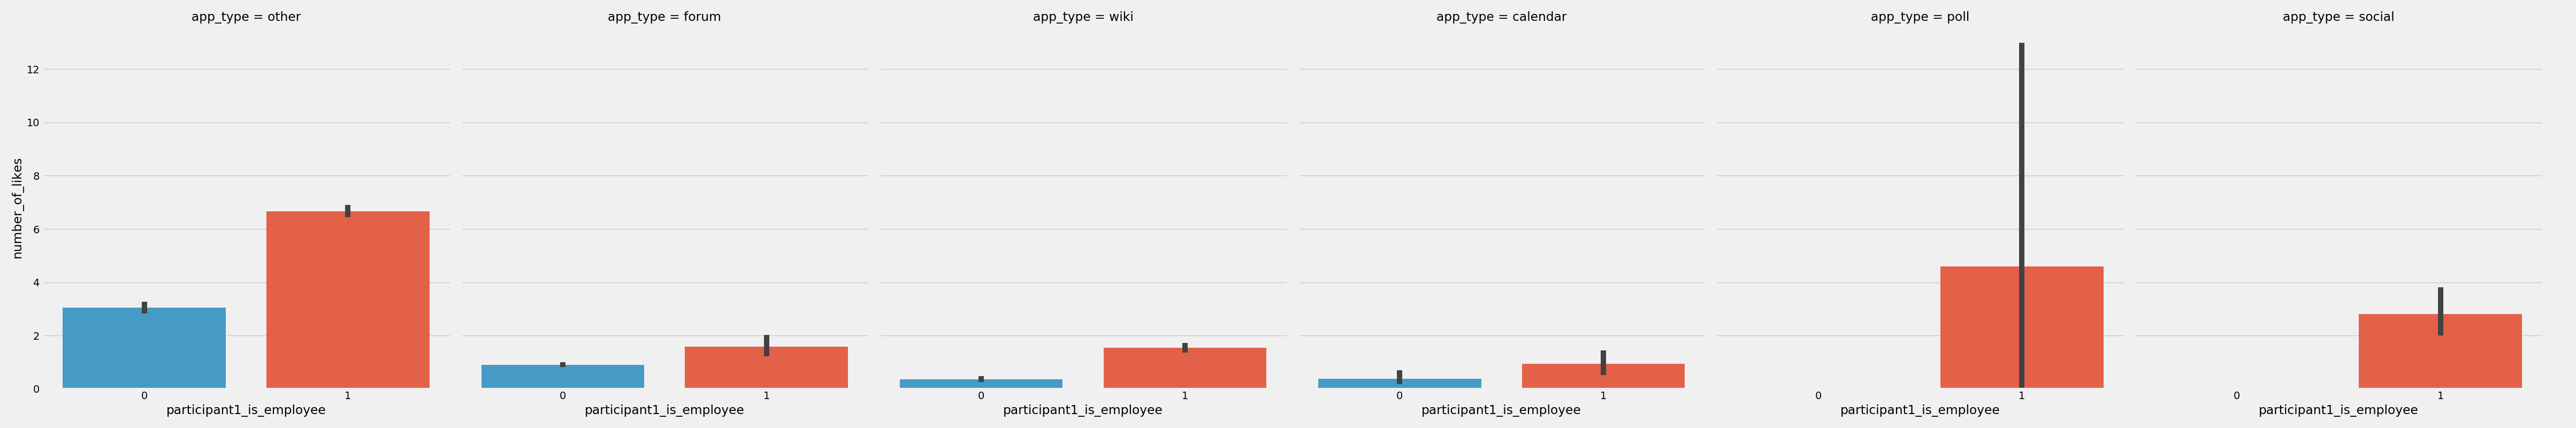 app_type = other
app_type = forum
app_type = wiki
app_type = calendar
app_type = poll
app_type = social
number_of_likes
12
10
8
6
4
2
0
0 1
0 1
0 1
0 1
0 1
0 1
participant1_is_employee
participant1_is_employee
participant1_is_employee
participant1_is_employee
participant1_is_employee
participant1_is_employee